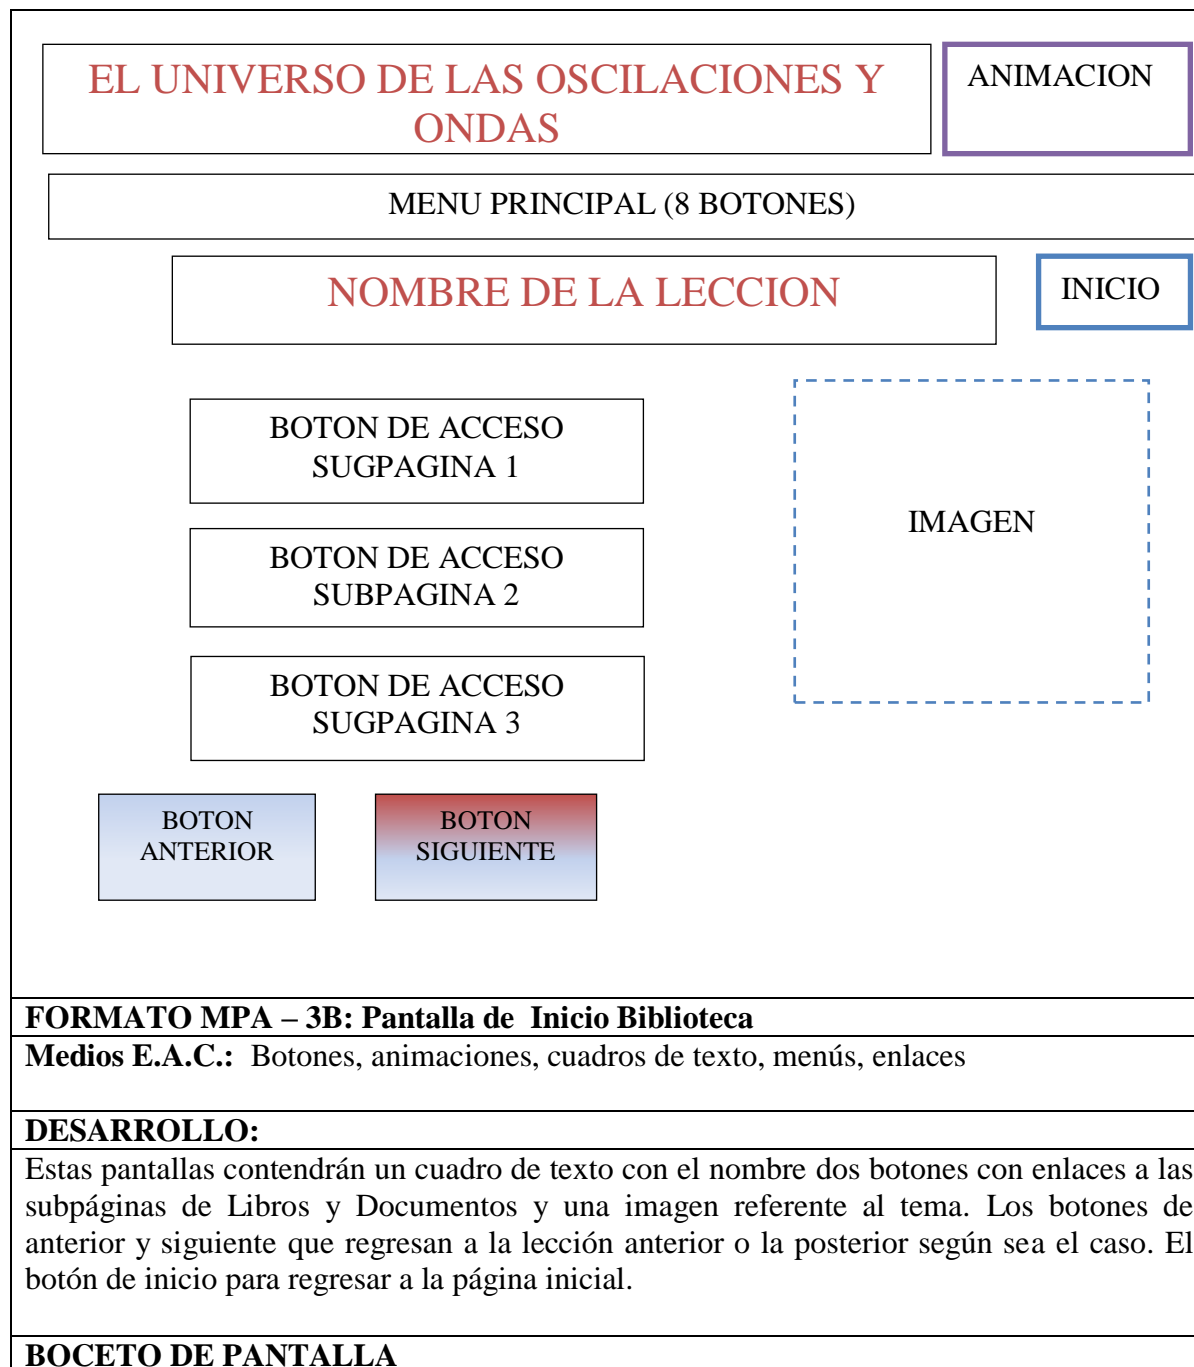 EL UNIVERSO DE LAS OSCILACIONES Y
ONDAS
ANIMACION
MENU PRINCIPAL (8 BOTONES)
NOMBRE DE LA LECCION
INICIO
BOTON DE ACCESO
SUGPAGINA 1
IMAGEN
BOTON DE ACCESO
SUBPAGINA 2
BOTON DE ACCESO
SUGPAGINA 3
BOTON
ANTERIOR
BOTON
SIGUIENTE
FORMATO MPA – 3B: Pantalla de Inicio Biblioteca
Medios E.A.C.: Botones, animaciones, cuadros de texto, menús, enlaces
DESARROLLO:
Estas pantallas contendrán un cuadro de texto con el nombre dos botones con enlaces a las
subpáginas de Libros y Documentos y una imagen referente al tema. Los botones de
anterior y siguiente que regresan a la lección anterior o la posterior según sea el caso. El
botón de inicio para regresar a la página inicial.
BOCETO DE PANTALLA